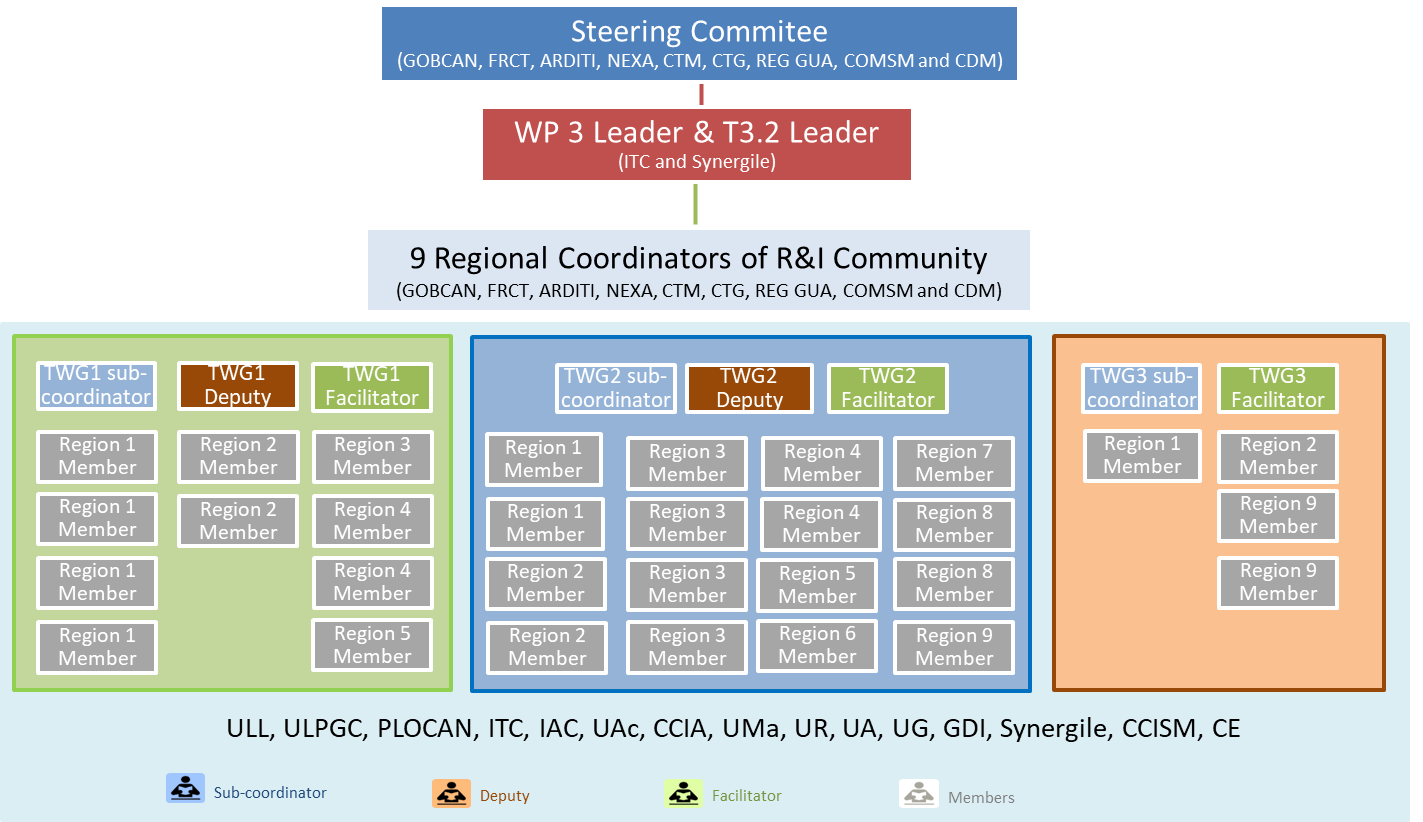 Steering Commitee
(GOBCAN, FRCT, ARDITI, NEXA, CTM, CTG, REG GUA, COMSM and CDM)
WP 3 Leader & T3.2 Leader
(ITC and Synergile)
9 Regional Coordinators of R&I Community
(GOBCAN, FRCT, ARDITI, NEXA, CTM, CTG, REG GUA, COMSM and CDM)
TWG1 sub-
coordinator
TWG1
Deputy
TWG1
Facilitator
Region 1
Member
Region 2
Member
Region 3
Member
Region 1
Member
Region 2
Member
Region 4
Member
Region 1
Member
Region 4
Member
Region 1
Member
Region 5
Member
TWG2 sub-
coordinator
TWG2
Deputy
TWG2
Facilitator
Region 1
Member
Region 3
Member
Region 4
Member
Region 7
Member
Region 1
Member
Region 3
Member
Region 4
Member
Region 8
Member
Region 2
Member
Region 3
Member
Region 5
Member
Region 8
Member
Region 2
Member
Region 3
Member
Region 6
Member
Region 9
Member
TWG3 sub-
coordinator
TWG3
Facilitator
Region 1
Member
Region 2
Member
Region 9
Member
Region 9
Member
ULL, ULPGC, PLOCAN, ITC, IAC, UAc, CCIA, UMa, UR, UA, UG, GDI, Synergile, CCISM, CE
Sub-coordinator
Deputy
Facilitator
Members